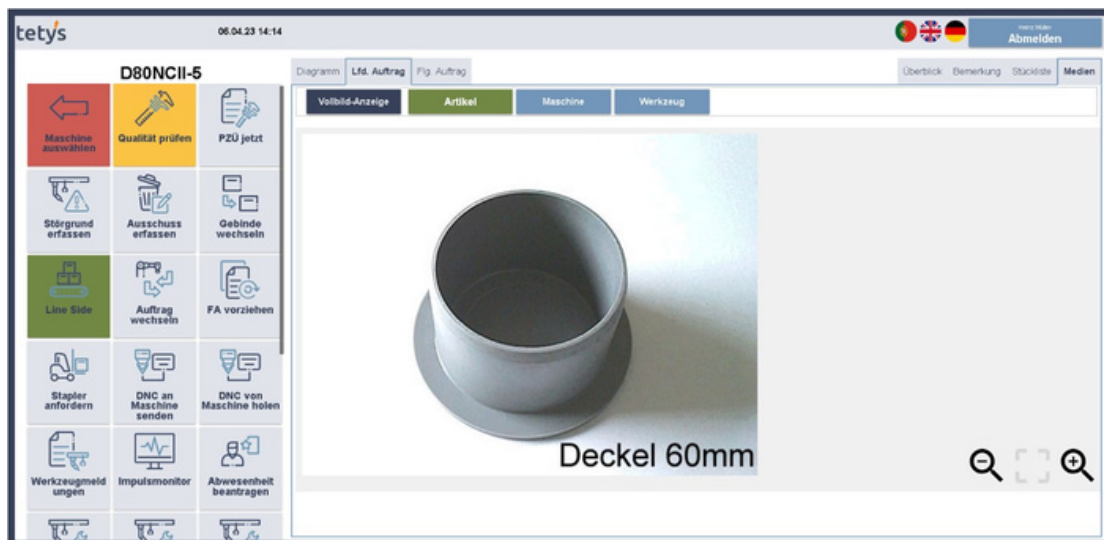 tetys
06.04.23 14:14
Abmelden
D80NCII-5
Diagramm
Lfd. Auftrag
Flg. Auftrag
Überblick
Bemerkung
Stückliste
Medien
Vollbild-Anzeige
Artikel
Maschine
Werkzeug
Maschine
auswählen
Qualität prüfen
PZÜ jetzt
Störgrund
erfassen
Ausschuss
erfassen
Gebinde
wechseln
Line Side
Auftrag
wechseln
FA vorziehen
Stapler
anfordern
DNC an
Maschine
senden
DNC von
Maschine holen
Werkzeugmeld
ungen
Impulsmonitor
Abwesenheit
beantragen
Deckel 60mm